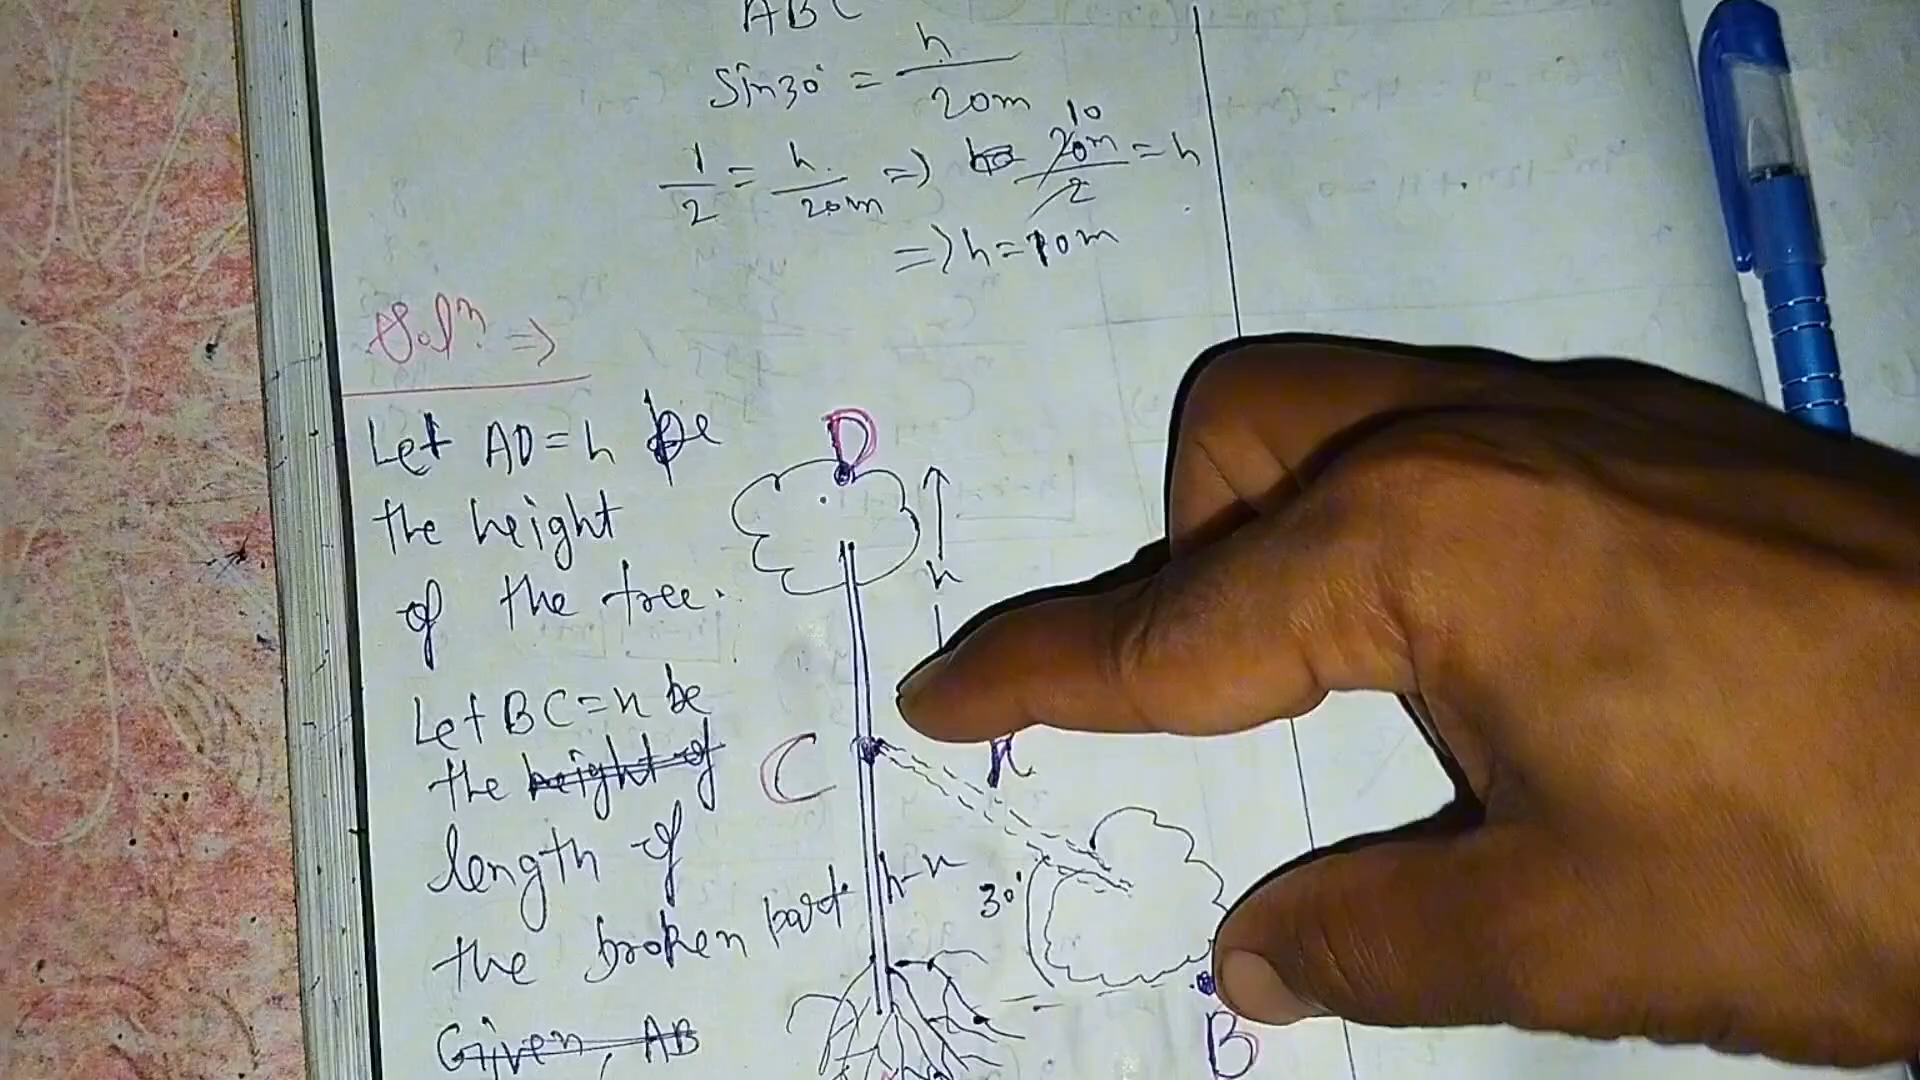 ABC
sin30° = h/20m
1/2 = h/20m => 20m/2 = h
10
=> h = 10m
Solⁿ. =>
Let AD = h be
the height
of the tree.
Let BC = x be
the height of
length of
the broken part.
Given, AB
D
h
C
x
h-x
30°
B